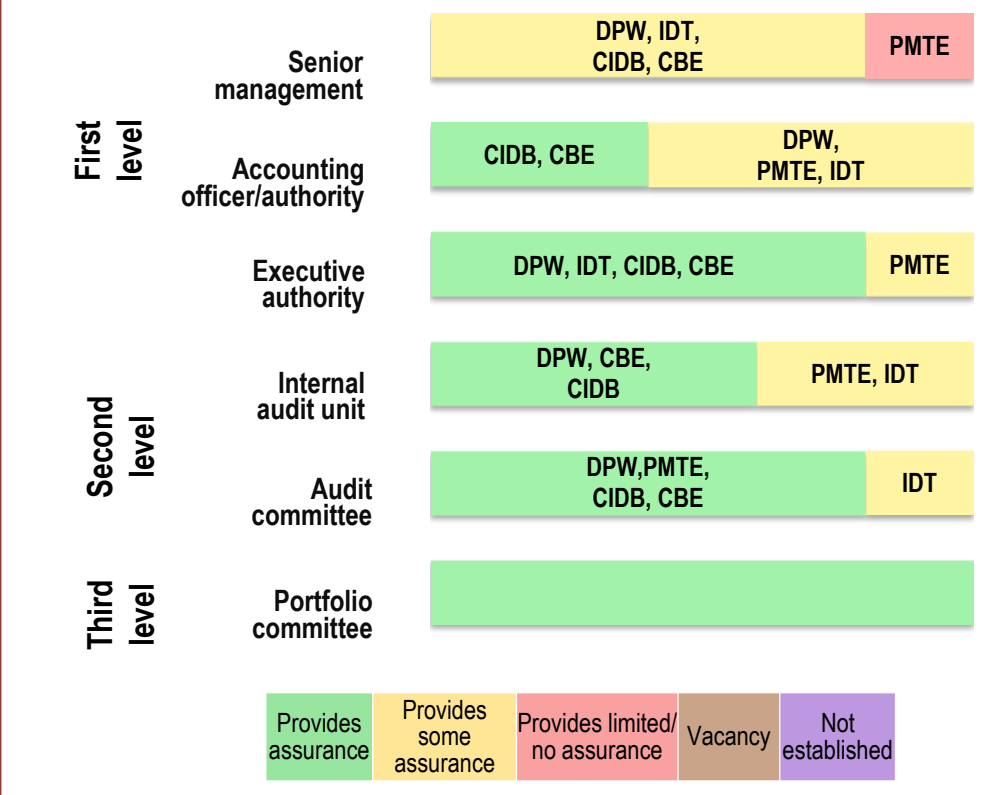 First
level
Senior
management
DPW, IDT,
CIDB, CBE
PMTE
Accounting
officer/authority
CIDB, CBE
DPW,
PMTE, IDT
Executive
authority
DPW, IDT, CIDB, CBE
PMTE
Second
level
Internal
audit unit
DPW, CBE,
CIDB
PMTE, IDT
Audit
committee
DPW,PMTE,
CIDB, CBE
IDT
Third
level
Portfolio
committee
Provides
assurance
Provides
some
assurance
Provides limited/
no assurance
Vacancy
Not
established